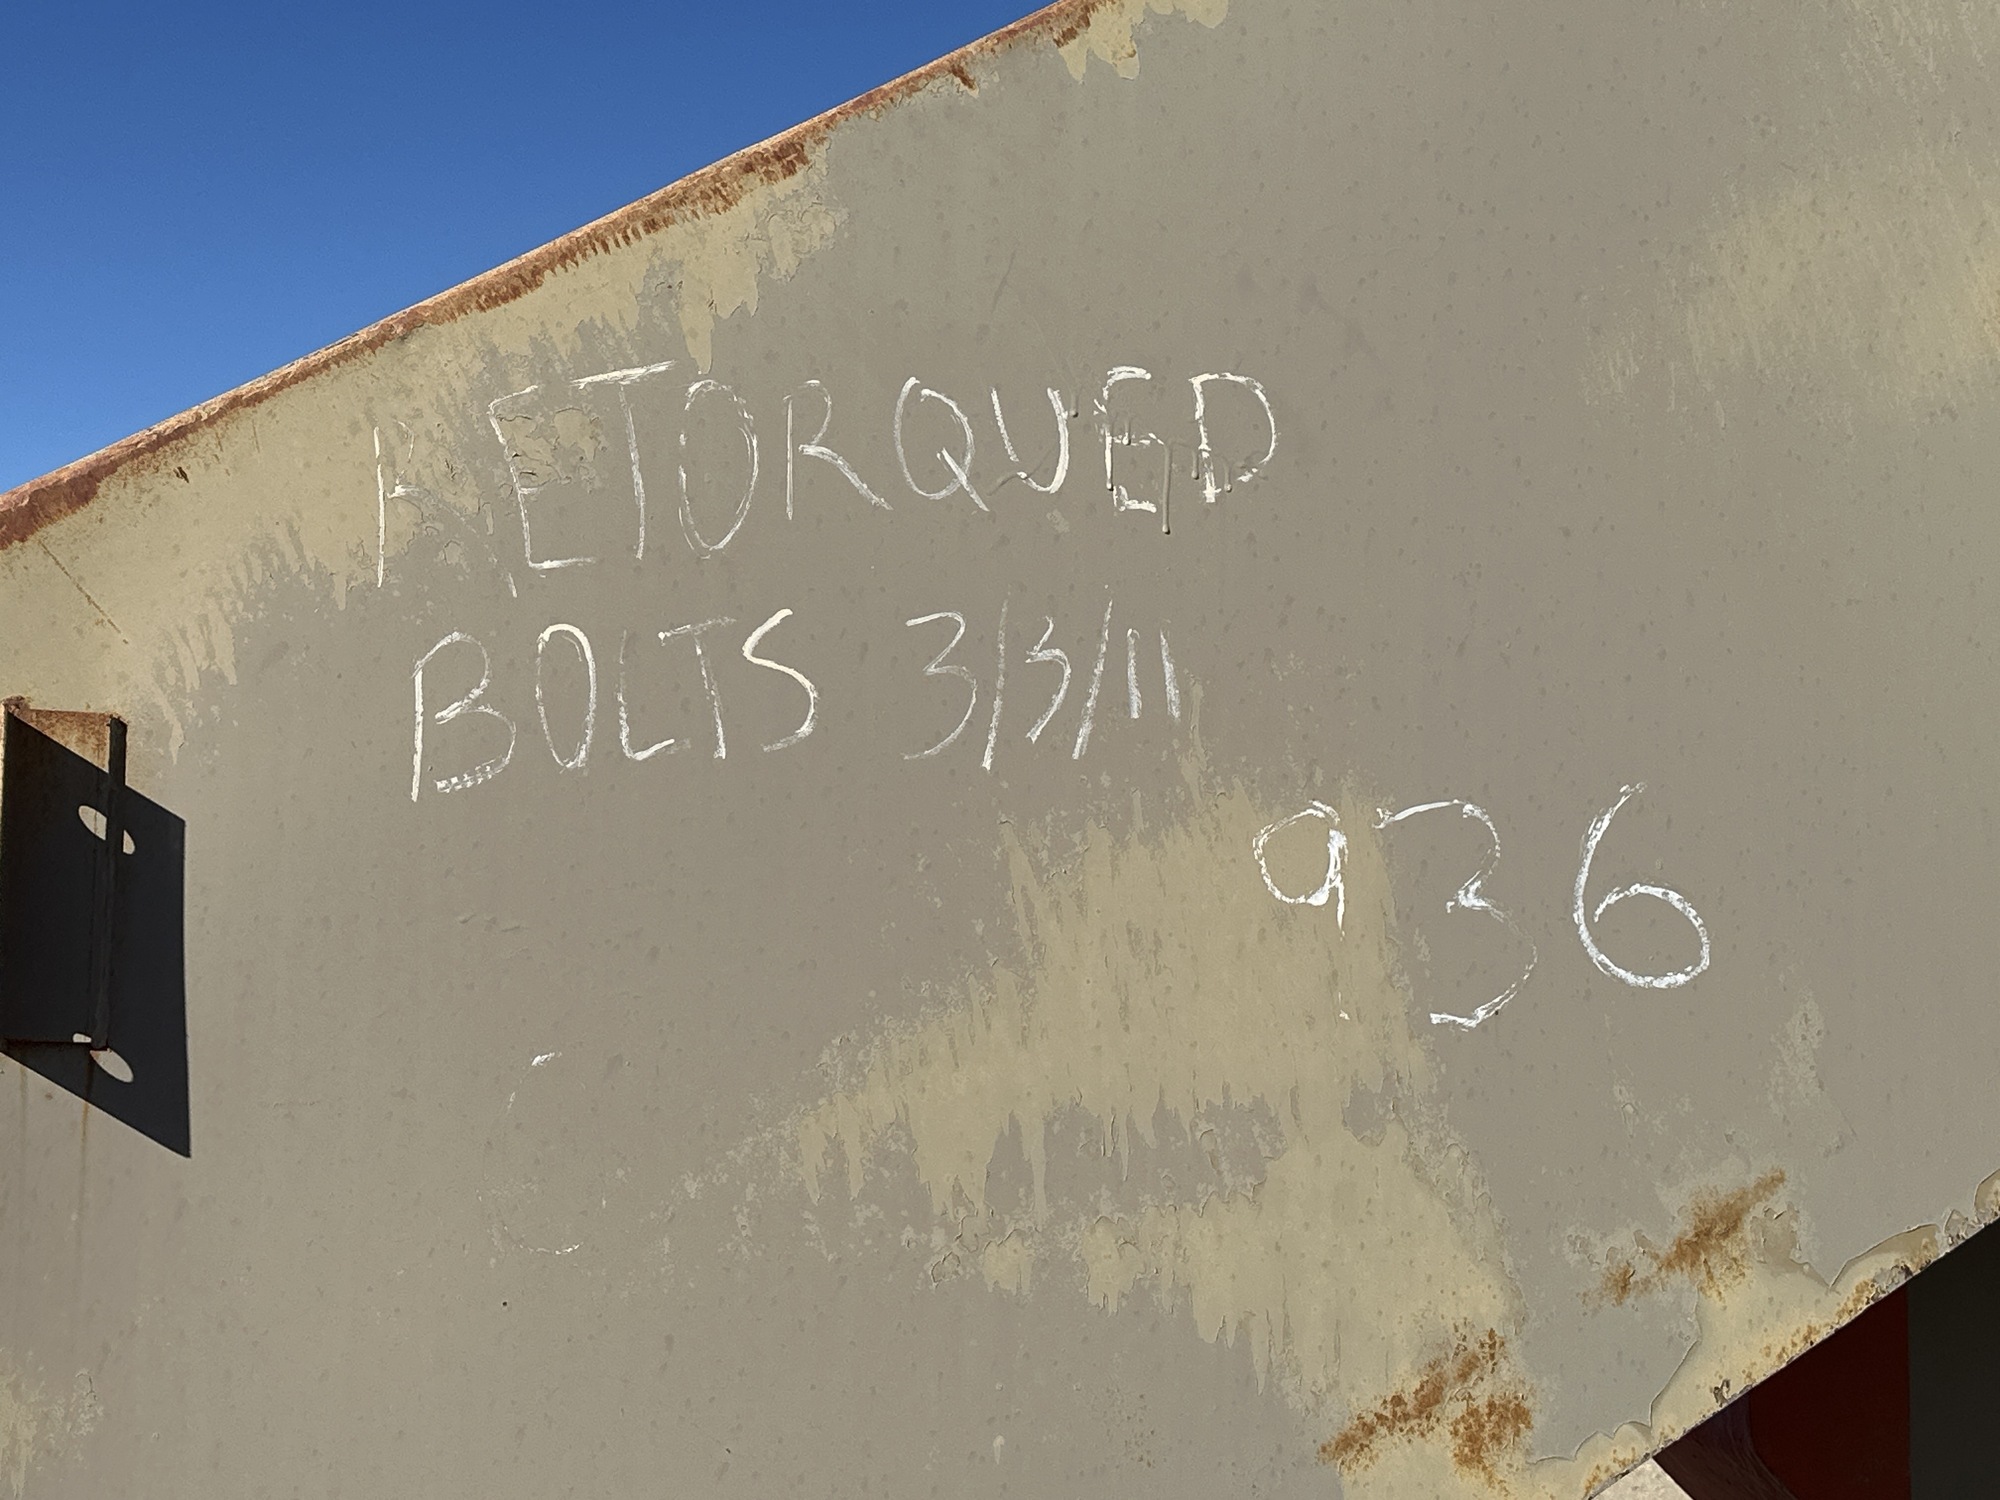 RETORQUED
BOLTS 3/3/11
936